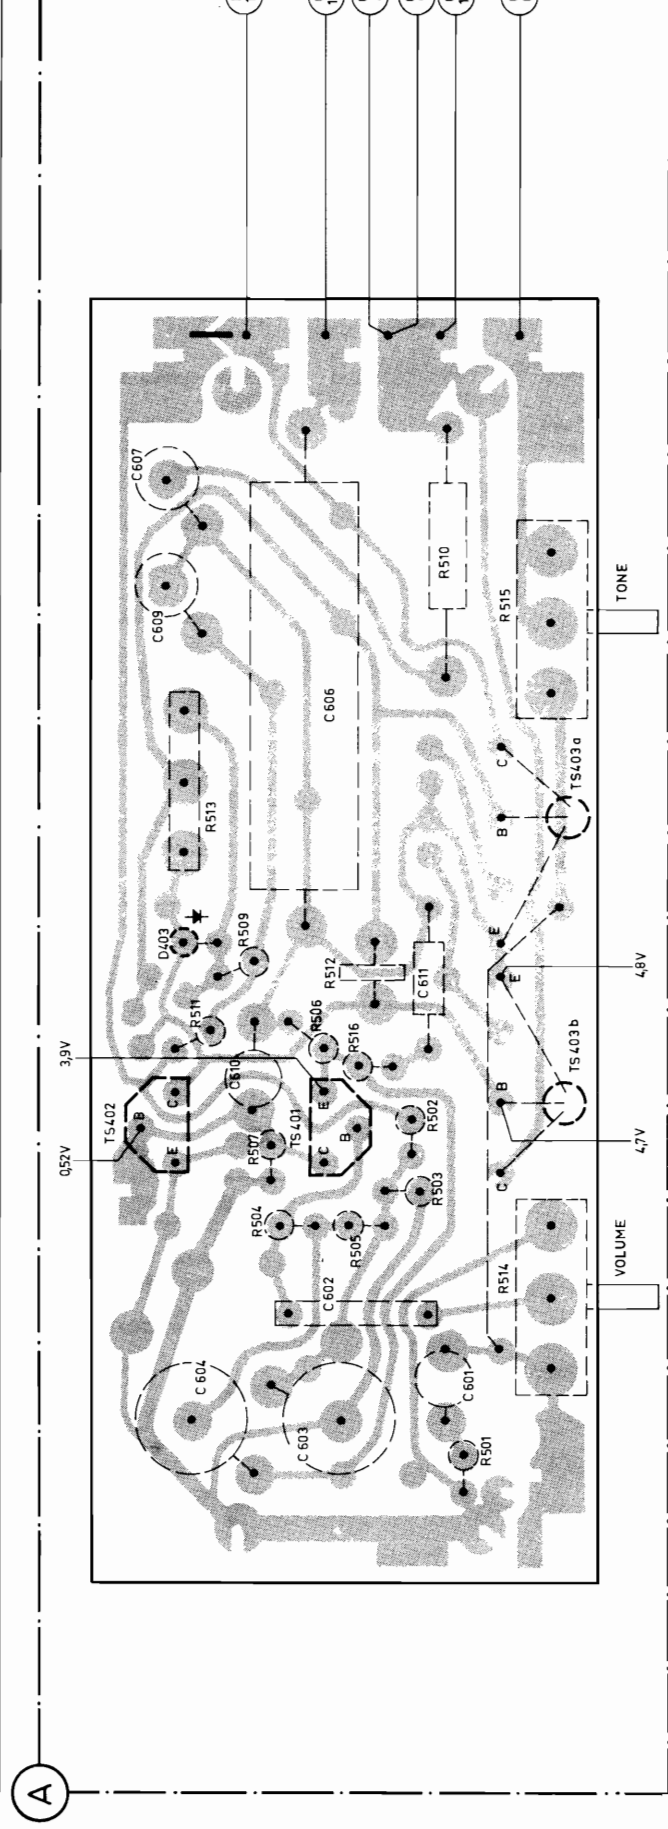 A
C607
C609
C606
R510
R515
TONE
R513
D403
R509
R512
C611
R511
R506
R516
C610
3,9V
TS402
B
C
E
0,52V
TS401
E
B
C
R507
R502
R503
R504
R505
C602
C604
C603
C601
R501
R514
VOLUME
TS403a
C
B
E
TS403b
E
B
C
4,8V
4,7V